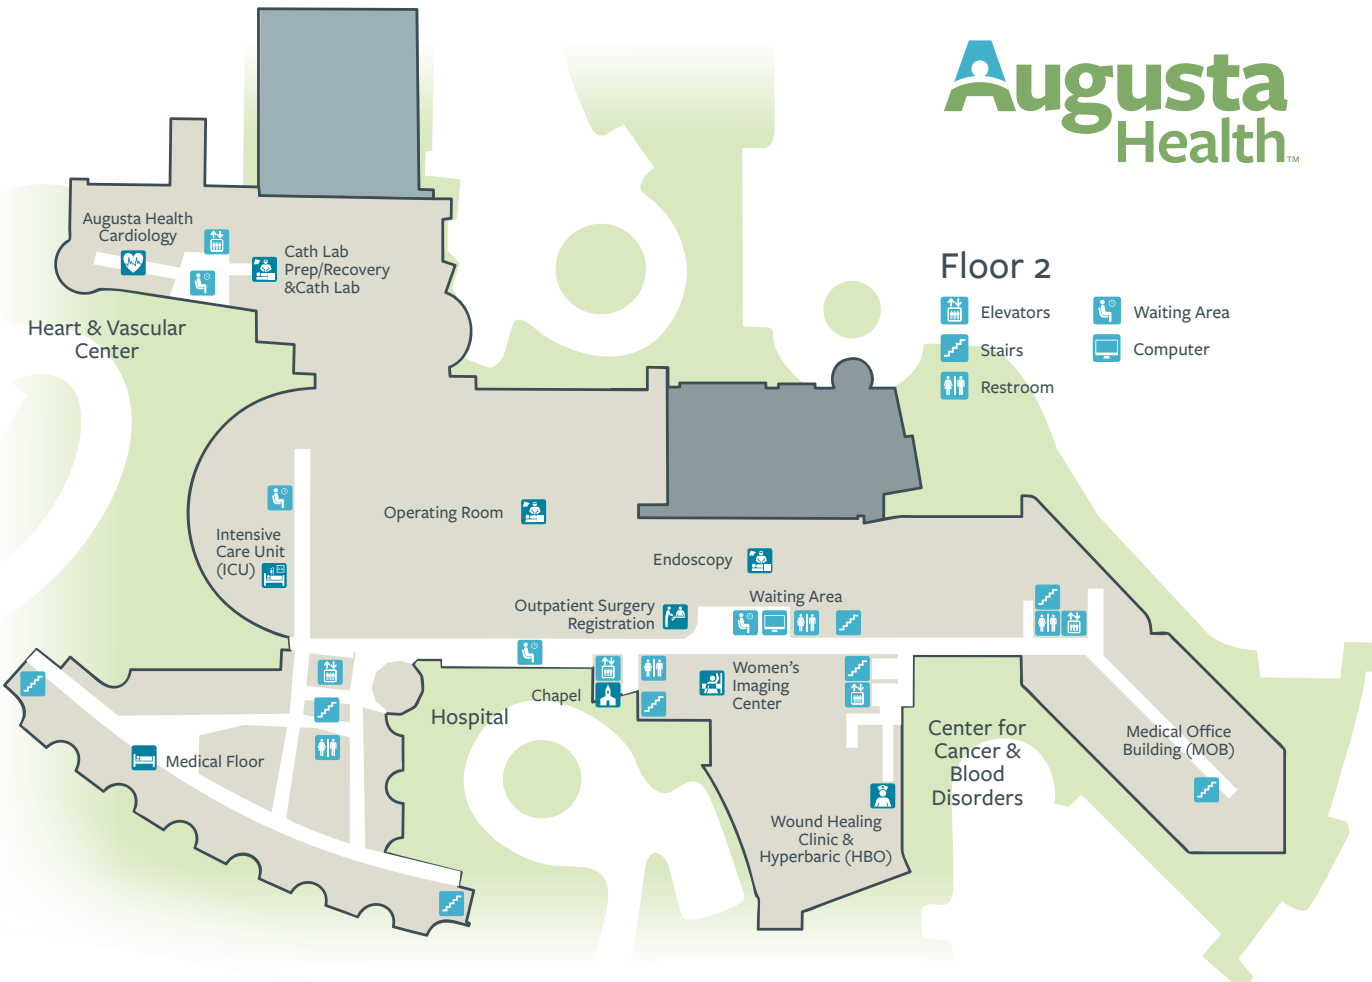 Augusta
Health™
Floor 2
Elevators
Waiting Area
Stairs
Computer
Restroom
Augusta Health
Cardiology
Cath Lab
Prep/Recovery
&Cath Lab
Heart & Vascular
Center
Operating Room
Intensive
Care Unit
(ICU)
Endoscopy
Waiting Area
Outpatient Surgery
Registration
Women's
Imaging
Center
Chapel
Hospital
Medical Floor
Center for
Cancer &
Blood
Disorders
Medical Office
Building (MOB)
Wound Healing
Clinic &
Hyperbaric (HBO)